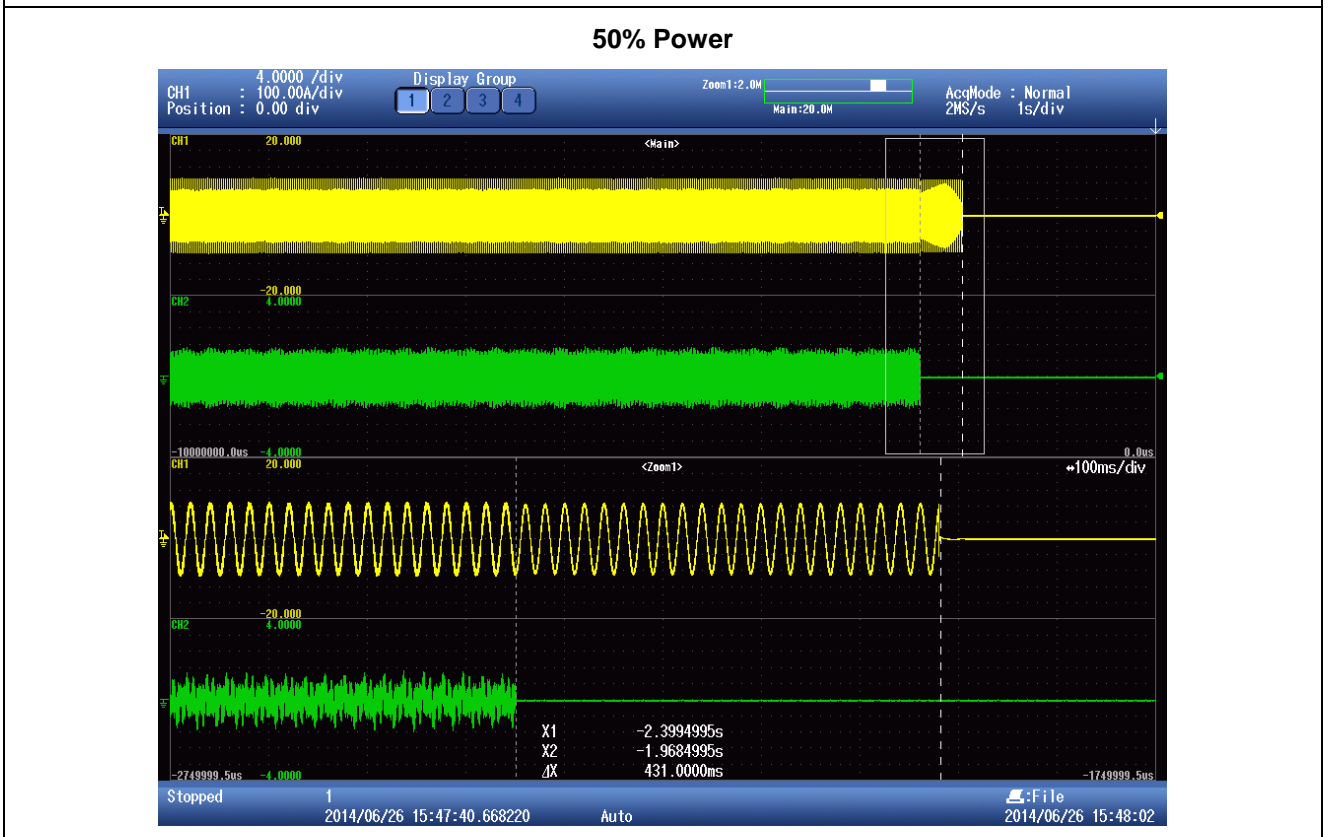 50% Power
4.0000 /div
CH1 : 100.00A/div
Position : 0.00 div
Display Group
1 2 3 4
Zoom1:2.0M
Main:20.0M
AcqMode : Normal
2MS/s 1s/div
CH1 20.000
<Main>
-20.000
CH2 4.0000
-10000000.0us -4.0000
0.0us
CH1 20.000
<Zoom1>
↔100ms/div
-20.000
CH2 4.0000
X1 -2.3994995s
X2 -1.9684995s
ΔX 431.0000ms
-2749999.5us -4.0000
-1749999.5us
Stopped 1
:File
2014/06/26 15:47:40.668220 Auto
2014/06/26 15:48:02